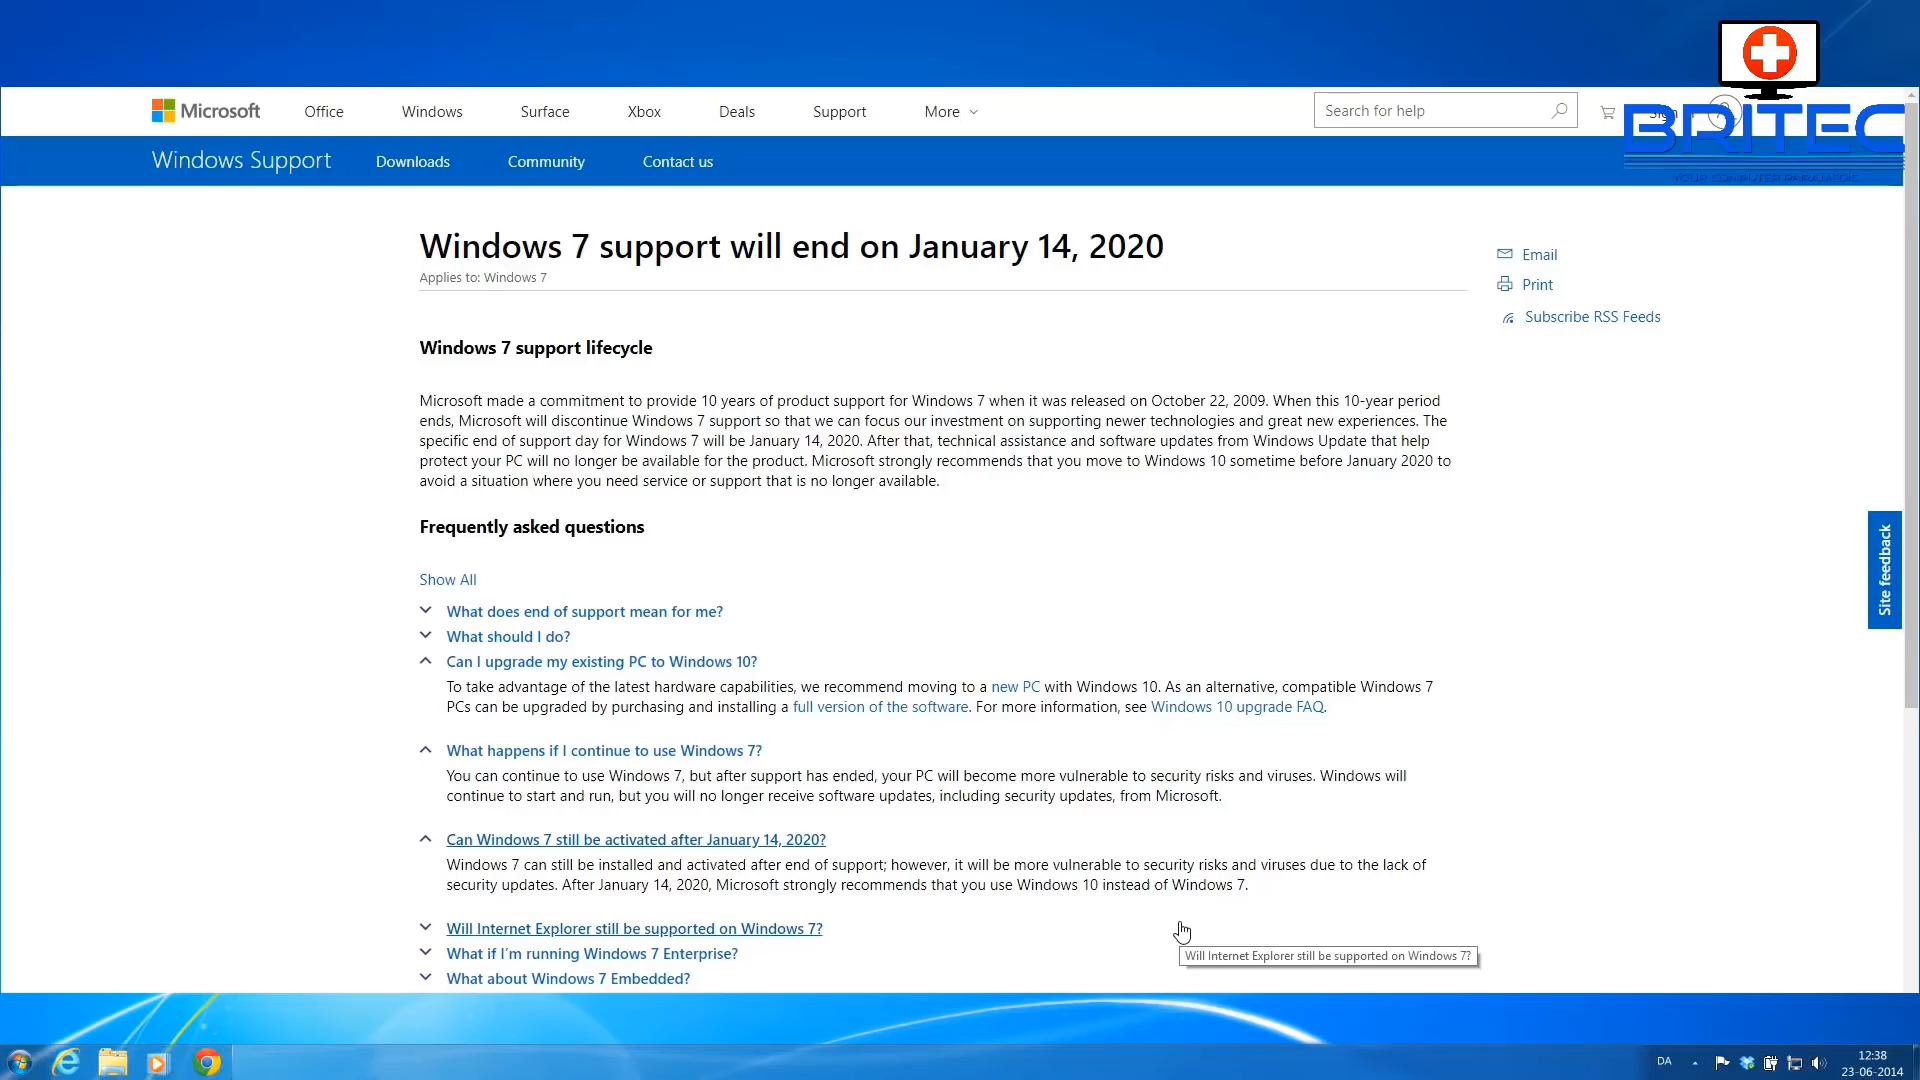 Microsoft Office Windows Surface Xbox Deals Support More Search for help
BRITEC
Windows Support Downloads Community Contact us
YOUR COMPUTER PARAMEDIC
Windows 7 support will end on January 14, 2020
Applies to: Windows 7
Email
Print
Subscribe RSS Feeds
Windows 7 support lifecycle
Microsoft made a commitment to provide 10 years of product support for Windows 7 when it was released on October 22, 2009. When this 10-year period
ends, Microsoft will discontinue Windows 7 support so that we can focus our investment on supporting newer technologies and great new experiences. The
specific end of support day for Windows 7 will be January 14, 2020. After that, technical assistance and software updates from Windows Update that help
protect your PC will no longer be available for the product. Microsoft strongly recommends that you move to Windows 10 sometime before January 2020 to
avoid a situation where you need service or support that is no longer available.
Frequently asked questions
Show All
What does end of support mean for me?
What should I do?
Can I upgrade my existing PC to Windows 10?
To take advantage of the latest hardware capabilities, we recommend moving to a new PC with Windows 10. As an alternative, compatible Windows 7
PCs can be upgraded by purchasing and installing a full version of the software. For more information, see Windows 10 upgrade FAQ.
What happens if I continue to use Windows 7?
You can continue to use Windows 7, but after support has ended, your PC will become more vulnerable to security risks and viruses. Windows will
continue to start and run, but you will no longer receive software updates, including security updates, from Microsoft.
Can Windows 7 still be activated after January 14, 2020?
Windows 7 can still be installed and activated after end of support; however, it will be more vulnerable to security risks and viruses due to the lack of
security updates. After January 14, 2020, Microsoft strongly recommends that you use Windows 10 instead of Windows 7.
Will Internet Explorer still be supported on Windows 7?
What if I'm running Windows 7 Enterprise?
Will Internet Explorer still be supported on Windows 7?
What about Windows 7 Embedded?
Site feedback
DA
12:38
23-06-2014